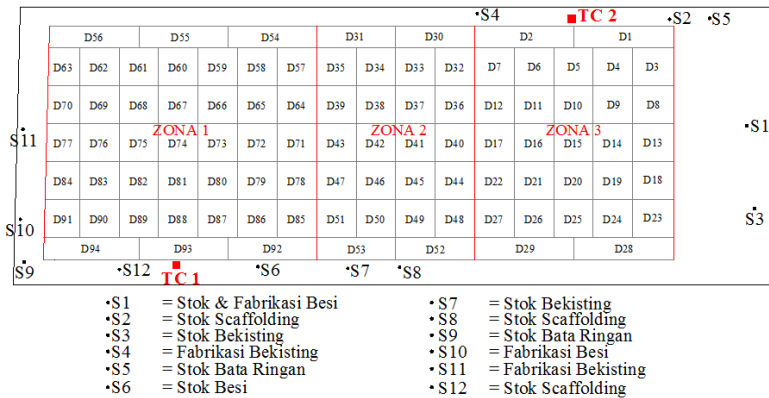 •S4 TC 2 •S2 •S5
D56 D55 D54 D31 D30 D2 D1
D63 D62 D61 D60 D59 D58 D57 D35 D34 D33 D32 D7 D6 D5 D4 D3
D70 D69 D68 D67 D66 D65 D64 D39 D38 D37 D36 D12 D11 D10 D9 D8
ZONA 1 ZONA 2 ZONA 3 •S1
S11 D77 D76 D75 D74 D73 D72 D71 D43 D42 D41 D40 D17 D16 D15 D14 D13
D84 D83 D82 D81 D80 D79 D78 D47 D46 D45 D44 D22 D21 D20 D19 D18
S10 D91 D90 D89 D88 D87 D86 D85 D51 D50 D49 D48 D27 D26 D25 D24 D23 S3
D94 D93 D92 D53 D52 D29 D28
S9 •S12 TC 1 •S6 •S7 •S8
•S1 = Stok & Fabrikasi Besi
•S2 = Stok Scaffolding
•S3 = Stok Bekisting
•S4 = Fabrikasi Bekisting
•S5 = Stok Bata Ringan
•S6 = Stok Besi
•S7 = Stok Bekisting
•S8 = Stok Scaffolding
•S9 = Stok Bata Ringan
•S10 = Fabrikasi Besi
•S11 = Fabrikasi Bekisting
•S12 = Stok Scaffolding